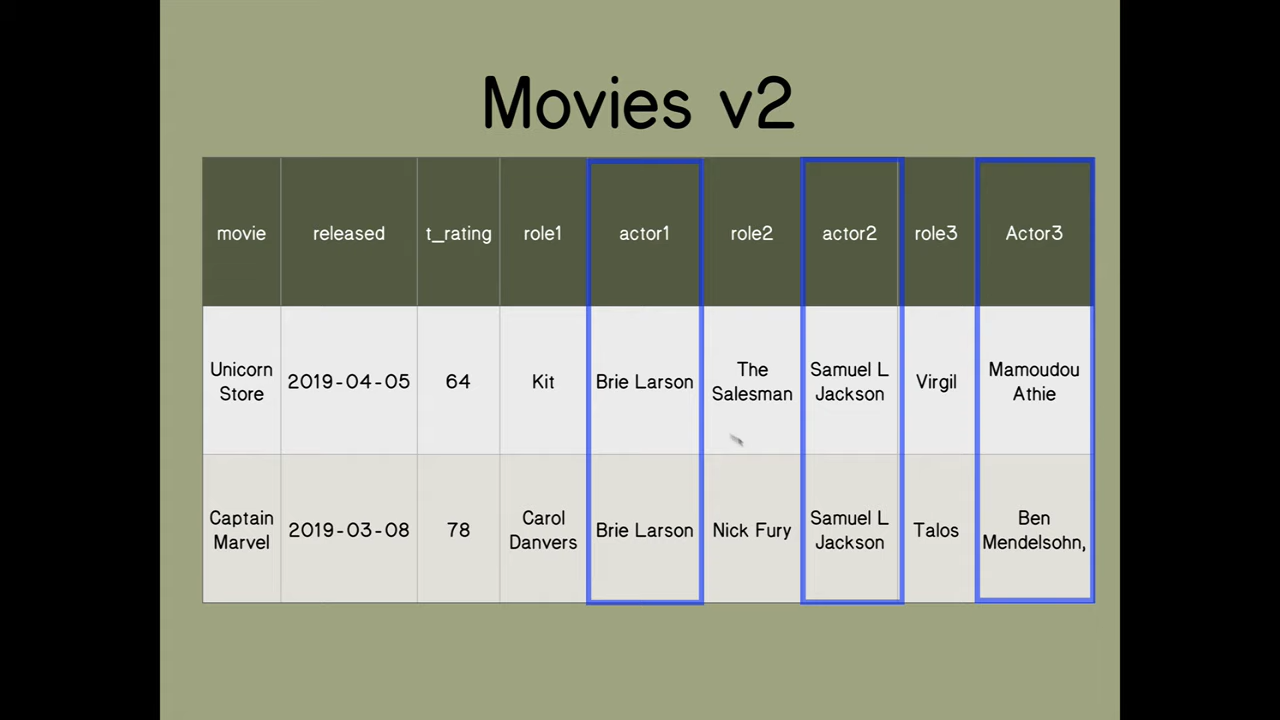 Movies v2
movie released t_rating role1 actor1 role2 actor2 role3 Actor3
Unicorn Store 2019-04-05 64 Kit Brie Larson The Salesman Samuel L Jackson Virgil Mamoudou Athie
Captain Marvel 2019-03-08 78 Carol Danvers Brie Larson Nick Fury Samuel L Jackson Talos Ben Mendelsohn,